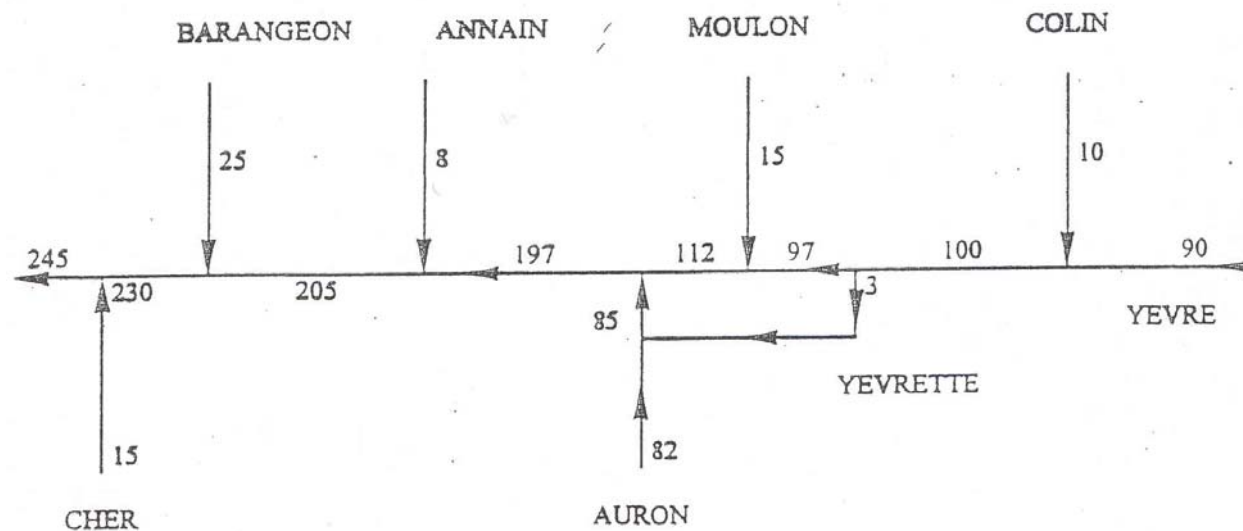 BARANGEON ANNAIN MOULON COLIN
25 8 15 10
245 197 112 97 100 90
230 205 3
85 YEVRE
YEVRETTE
15 82
CHER AURON